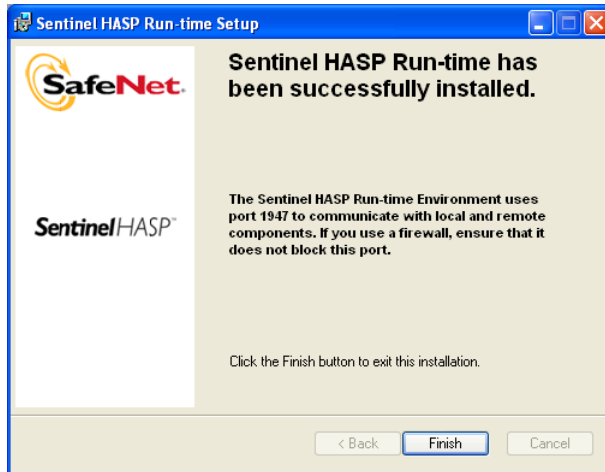 Sentinel HASP Run-time Setup
SafeNet.
Sentinel HASP Run-time has
been successfully installed.
The Sentinel HASP Run-time Environment uses
port 1947 to communicate with local and remote
components. If you use a firewall, ensure that it
does not block this port.
SentinelHASP™
Click the Finish button to exit this installation.
< Back
Finish
Cancel